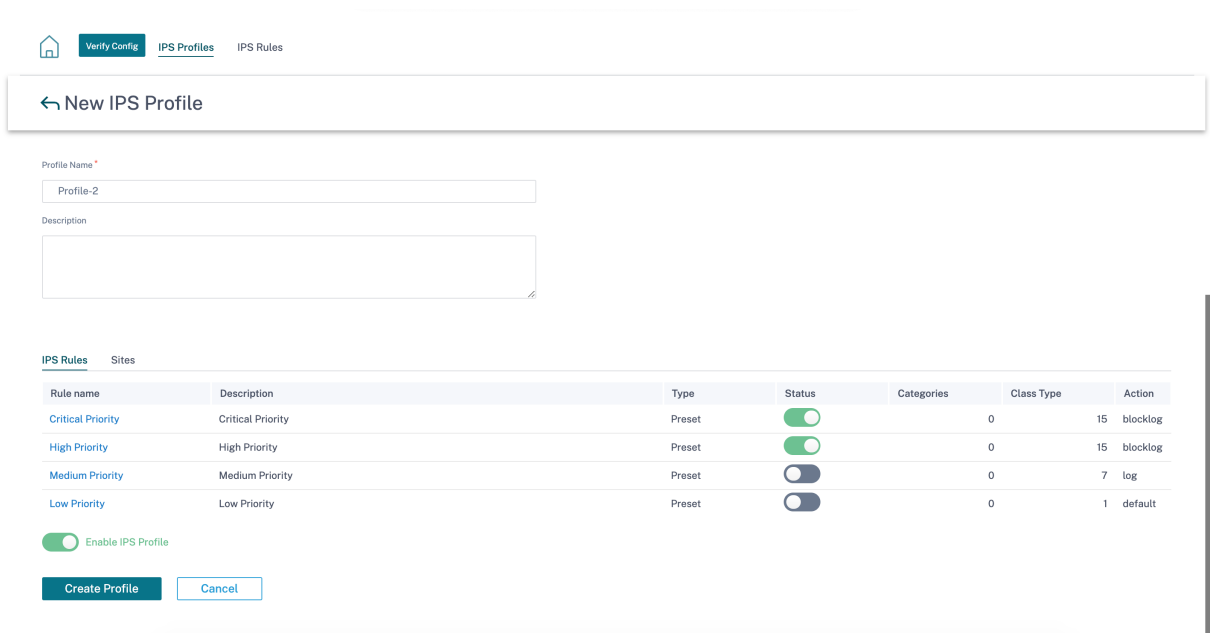 Verify Config IPS Profiles IPS Rules
New IPS Profile
Profile Name *
Profile-2
Description
IPS Rules Sites
Rule name Description Type Status Categories Class Type Action
Critical Priority Critical Priority Preset 0 15 blocklog
High Priority High Priority Preset 0 15 blocklog
Medium Priority Medium Priority Preset 0 7 log
Low Priority Low Priority Preset 0 1 default
Enable IPS Profile
Create Profile Cancel